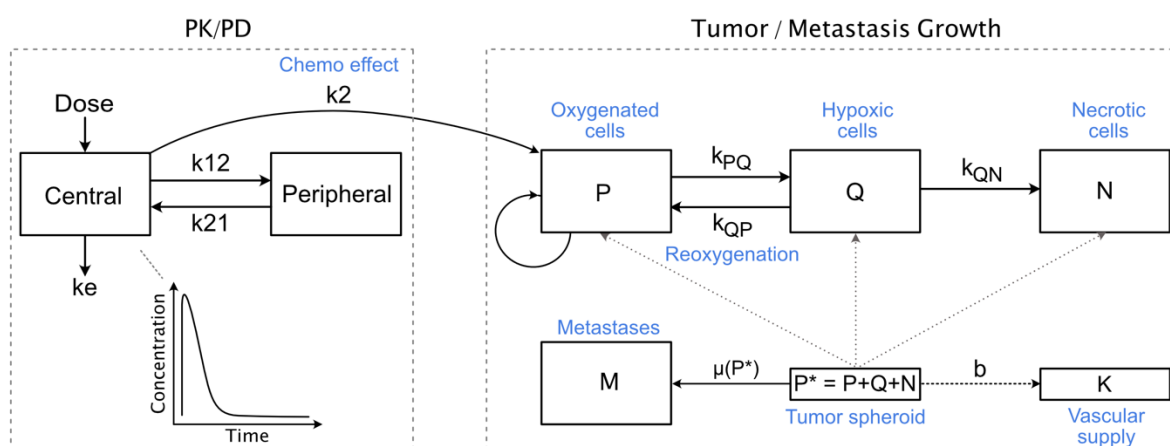 PK/PD
Tumor / Metastasis Growth
Chemo effect
k2
Dose
Central
k12
k21
Peripheral
ke
Concentration
Time
Oxygenated
cells
Hypoxic
cells
Necrotic
cells
P
kPQ
kQP
Reoxygenation
Q
kQN
N
Metastases
M
μ(P*)
P* = P+Q+N
Tumor spheroid
b
K
Vascular
supply